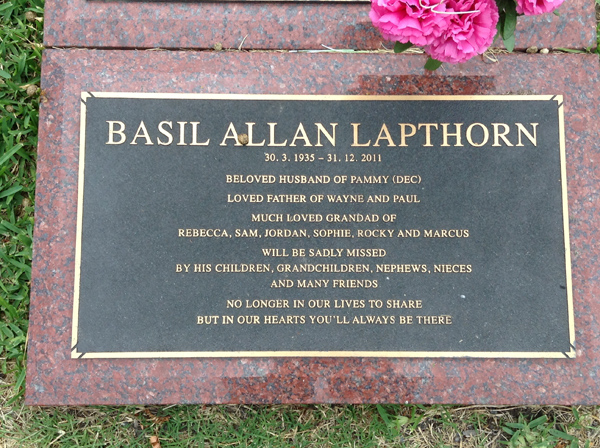 BASIL ALLAN LAPTHORN
30. 3. 1935 – 31. 12. 2011
BELOVED HUSBAND OF PAMMY (DEC)
LOVED FATHER OF WAYNE AND PAUL
MUCH LOVED GRANDAD OF
REBECCA, SAM, JORDAN, SOPHIE, ROCKY AND MARCUS
WILL BE SADLY MISSED
BY HIS CHILDREN, GRANDCHILDREN, NEPHEWS, NIECES
AND MANY FRIENDS
NO LONGER IN OUR LIVES TO SHARE
BUT IN OUR HEARTS YOU'LL ALWAYS BE THERE